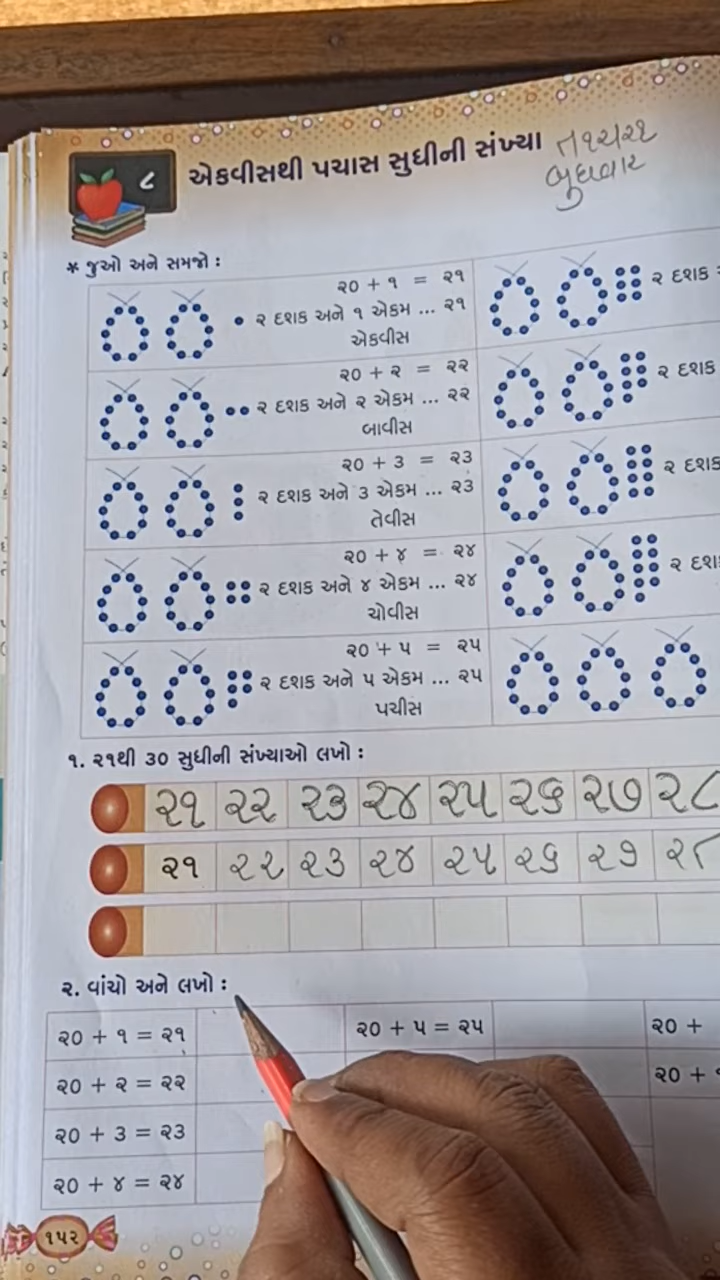 ૮ એકવીસથી પચાસ સુધીની સંખ્યા
બુધવાર
* જુઓ અને સમજો :
૨૦ + ૧ = ૨૧
૨ દશક અને ૧ એકમ ... ૨૧
એકવીસ
૨ દશક
૨૦ + ૨ = ૨૨
૨ દશક અને ૨ એકમ ... ૨૨
બાવીસ
૨ દશક
૨૦ + ૩ = ૨૩
૨ દશક અને ૩ એકમ ... ૨૩
તેવીસ
૨ દશક
૨૦ + ૪ = ૨૪
૨ દશક અને ૪ એકમ ... ૨૪
ચોવીસ
૨ દશ
૨૦ + ૫ = ૨૫
૨ દશક અને ૫ એકમ ... ૨૫
પચીસ
૧. ૨૧થી ૩૦ સુધીની સંખ્યાઓ લખો :
૨૧ ૨૨ ૨૩ ૨૪ ૨૫ ૨૬ ૨૭ ૨૮
૨૧ ૨૨ ૨૩ ૨૪ ૨૫ ૨૬ ૨૭ ૨૮
૨. વાંચો અને લખો :
૨૦ + ૧ = ૨૧ ૨૦ + ૫ = ૨૫ ૨૦ +
૨૦ + ૨ = ૨૨ ૨૦ +
૨૦ + ૩ = ૨૩
૨૦ + ૪ = ૨૪
૧૫૨